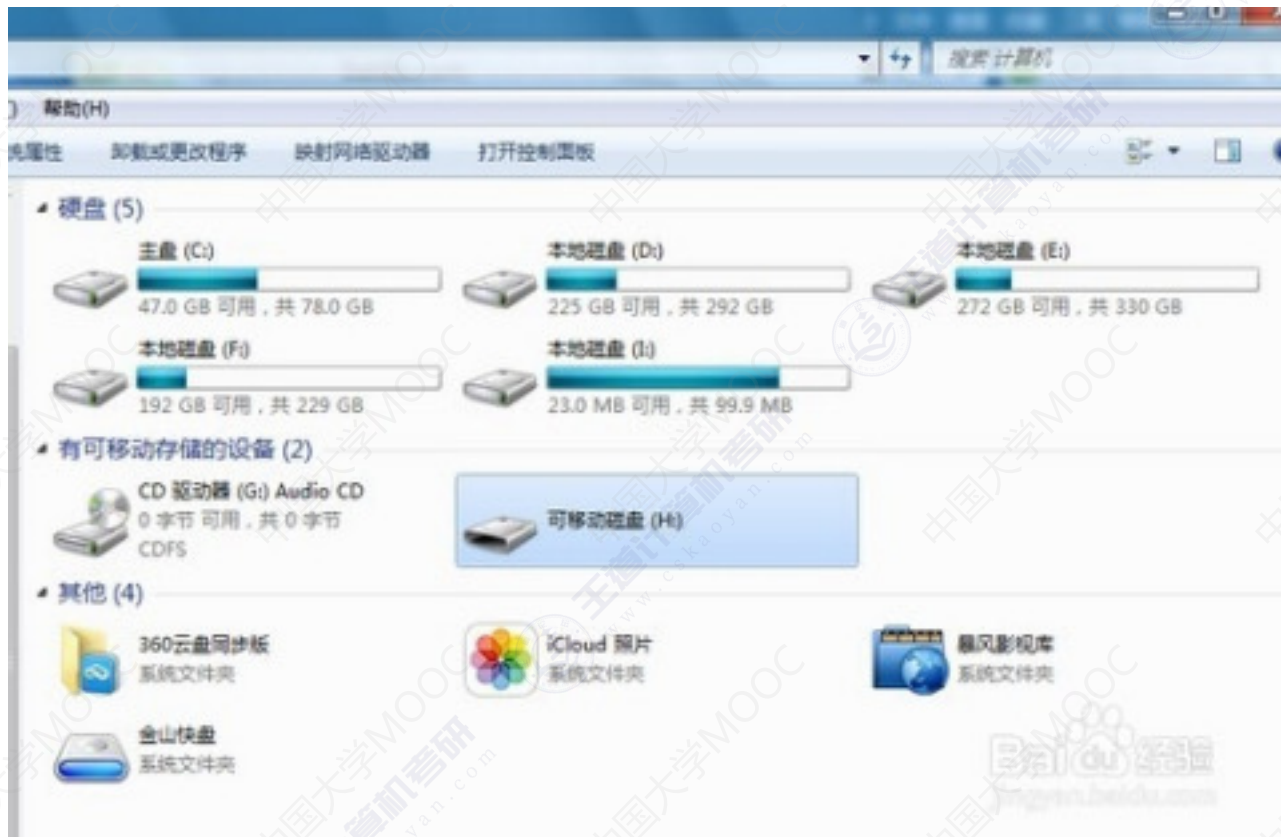 搜索 计算机
帮助(H)
统属性 卸载或更改程序 映射网络驱动器 打开控制面板
硬盘 (5)
主盘 (C:) 本地磁盘 (D:) 本地磁盘 (E:)
47.0 GB 可用，共 78.0 GB 225 GB 可用，共 292 GB 272 GB 可用，共 330 GB
本地磁盘 (F:) 本地磁盘 (I:)
192 GB 可用，共 229 GB 23.0 MB 可用，共 99.9 MB
有可移动存储的设备 (2)
CD 驱动器 (G:) Audio CD
0 字节 可用，共 0 字节
CDFS
可移动磁盘 (H:)
其他 (4)
360云盘同步版 iCloud 照片 暴风影视库
系统文件夹 系统文件夹 系统文件夹
金山快盘
系统文件夹
Baidu 经验
jingyan.baidu.com
中国大学MOOC
王道计算机考研
www.cskaoyan.com